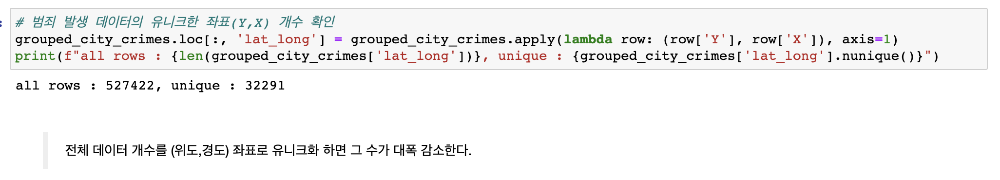 # 범죄 발생 데이터의 유니크한 좌표(Y,X) 개수 확인
grouped_city_crimes.loc[:, 'lat_long'] = grouped_city_crimes.apply(lambda row: (row['Y'], row['X']), axis=1)
print(f"all rows : {len(grouped_city_crimes['lat_long'])}, unique : {grouped_city_crimes['lat_long'].nunique()}")
all rows : 527422, unique : 32291
전체 데이터 개수를 (위도,경도) 좌표로 유니크화 하면 그 수가 대폭 감소한다.